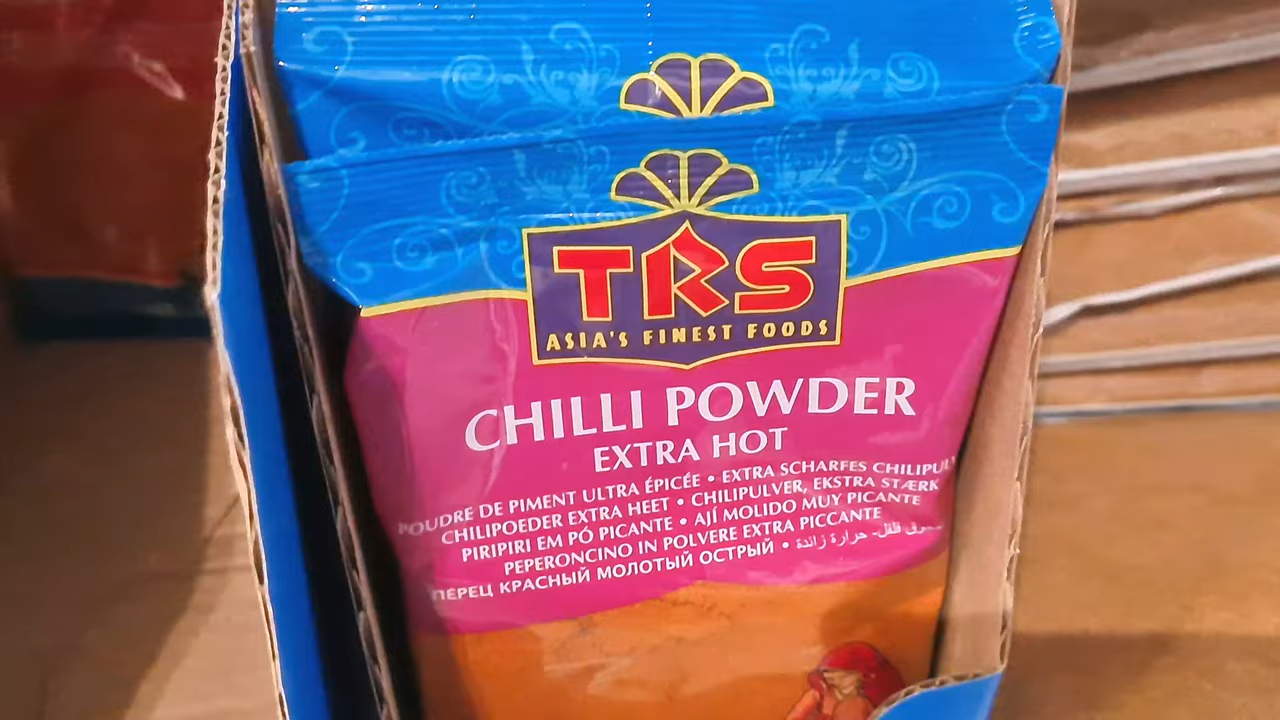 TRS
ASIA'S FINEST FOODS
CHILLI POWDER
EXTRA HOT
POUDRE DE PIMENT ULTRA ÉPICÉE • EXTRA SCHARFES
CHILIPOEDER EXTRA HEET • CHILIPULVER, EKSTRA STÆRK
PIRIPIRI EM PÓ PICANTE • AJÍ MOLIDO MUY PICANTE
PEPERONCINO IN POLVERE EXTRA PICCANTE
ПЕРЕЦ КРАСНЫЙ МОЛОТЫЙ ОСТРЫЙ • فلفل- حرارة زائدة